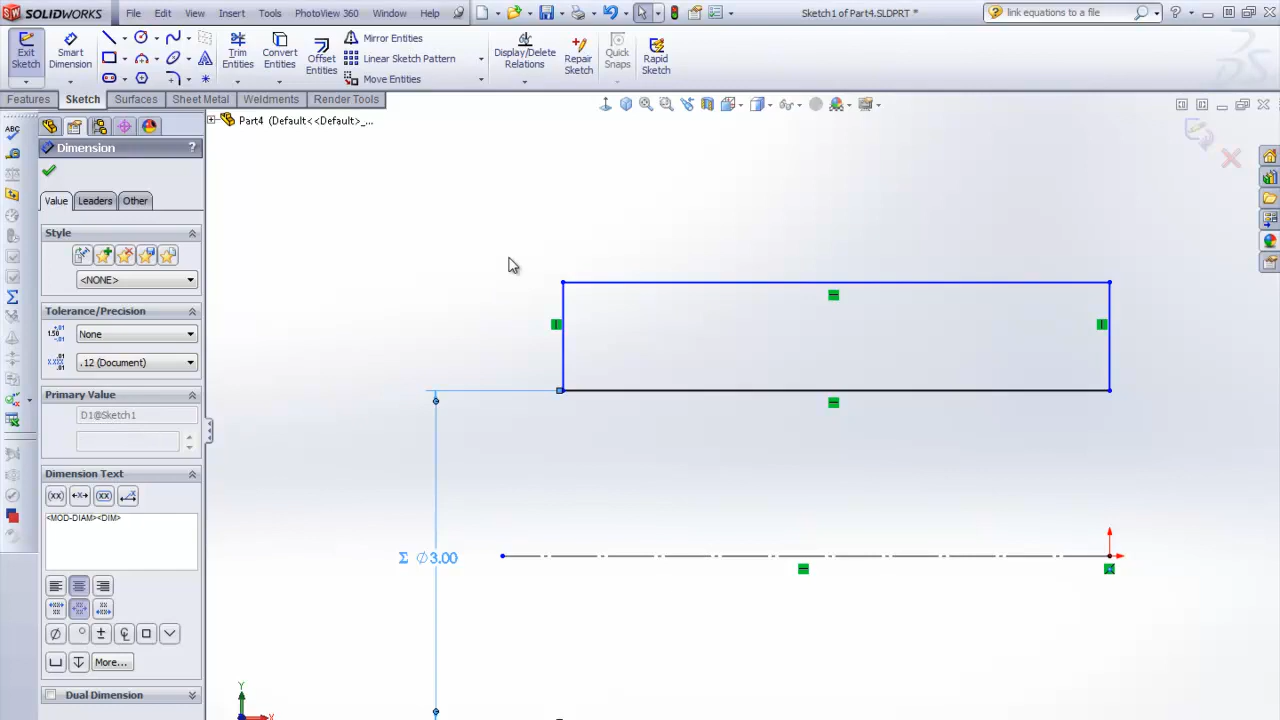 SOLIDWORKS File Edit View Insert Tools PhotoView 360 Window Help Sketch1 of Part4.SLDPRT * link equations to a file ?
Exit Sketch
Smart Dimension
Trim Entities
Convert Entities
Offset Entities
Mirror Entities
Linear Sketch Pattern
Move Entities
Display/Delete Relations
Repair Sketch
Quick Snaps
Rapid Sketch
Features Sketch Surfaces Sheet Metal Weldments Render Tools
Part4 (Default<<Default>_...
ABC
Dimension ?
Value Leaders Other
Style
<NONE>
Tolerance/Precision
None
.12 (Document)
Primary Value
D1@Sketch1
Dimension Text
(xx)
<MOD-DIAM><DIM>
More...
Dual Dimension
Σ ∅3.00
Y
X